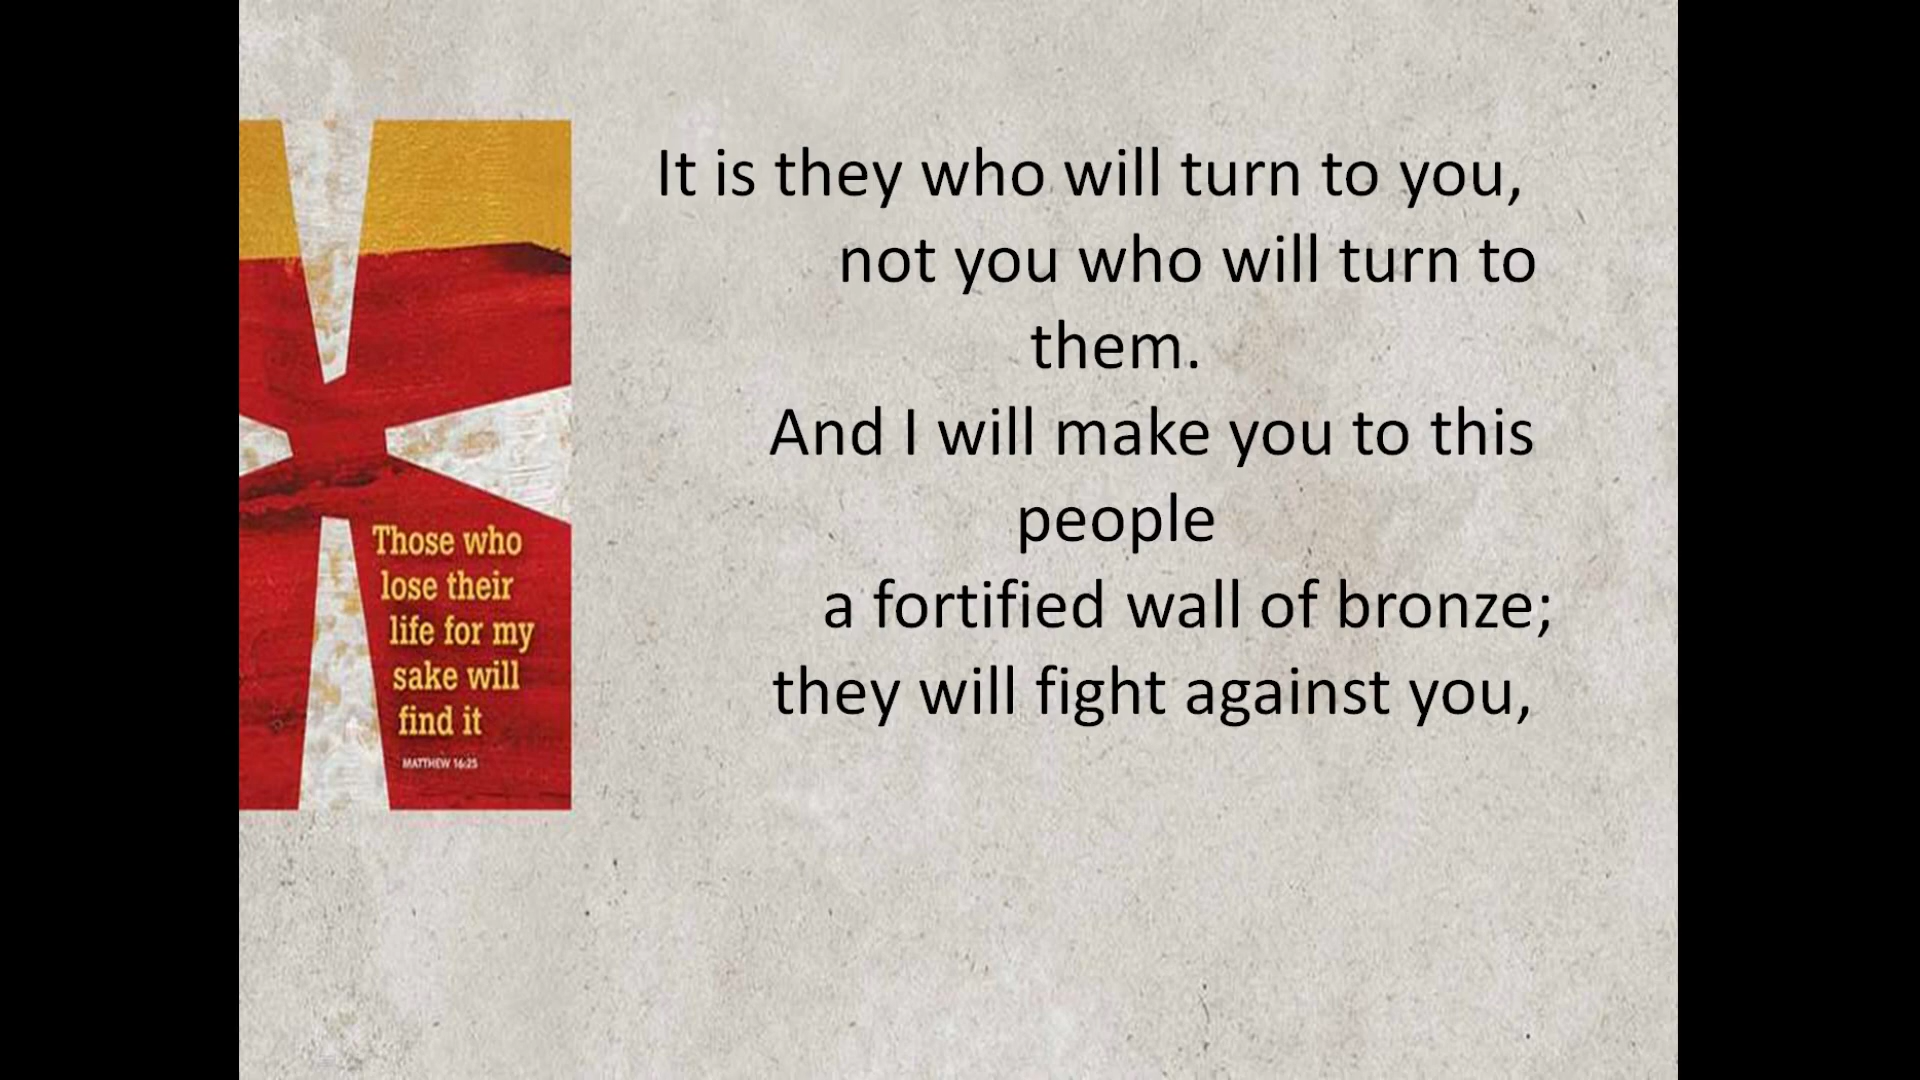 It is they who will turn to you,
not you who will turn to
them.
And I will make you to this
people
a fortified wall of bronze;
they will fight against you,
Those who
lose their
life for my
sake will
find it
MATTHEW 16:25